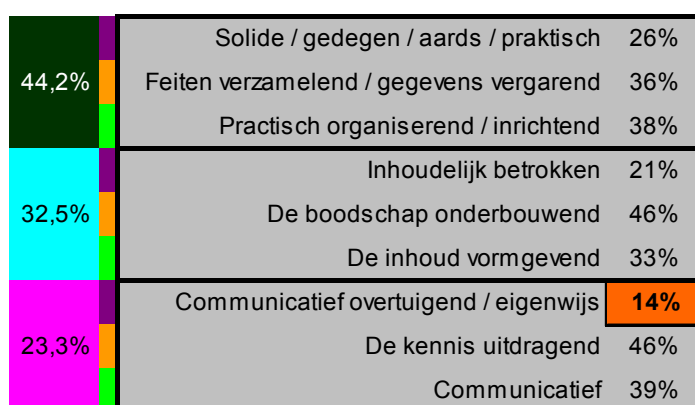 Solide / gedegen / aards / praktisch 26%
44,2% Feiten verzamelend / gegevens vergarend 36%
Practisch organiserend / inrichtend 38%
Inhoudelijk betrokken 21%
32,5% De boodschap onderbouwend 46%
De inhoud vormgevend 33%
Communicatief overtuigend / eigenwijs 14%
23,3% De kennis uitdragend 46%
Communicatief 39%